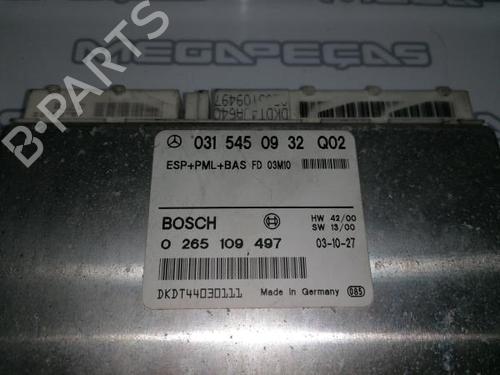 MEGAPEÇAS
B-PARTS
031 545 09 32 Q02
ESP+PML+BAS FD 03M10
BOSCH
HW 42/00
SW 13/00
0 265 109 497
03-10-27
DKDT44030111
Made in Germany
085